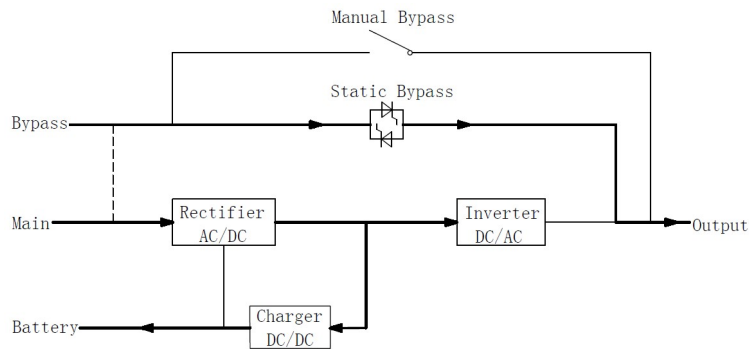 Manual Bypass
Static Bypass
Bypass
Main
Rectifier
AC/DC
Inverter
DC/AC
Output
Battery
Charger
DC/DC